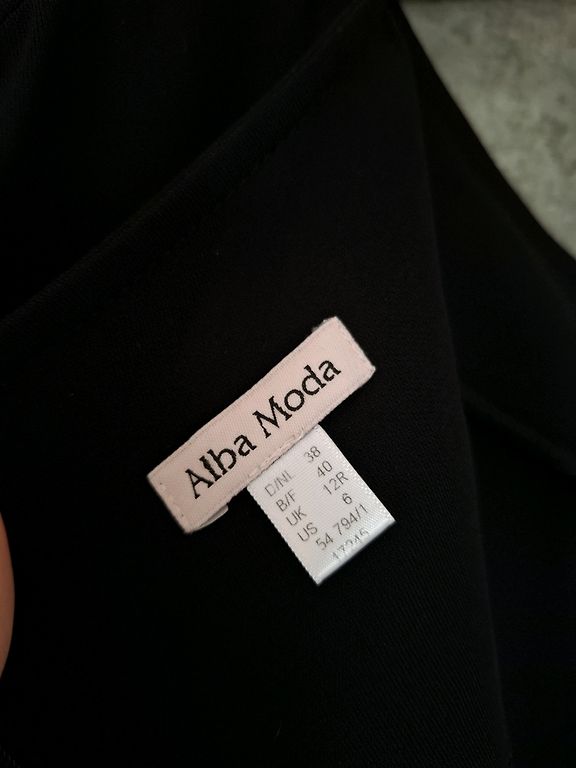 Alba Moda
D/NL 38
B/F 40
UK 12R
US 6
54 794/1